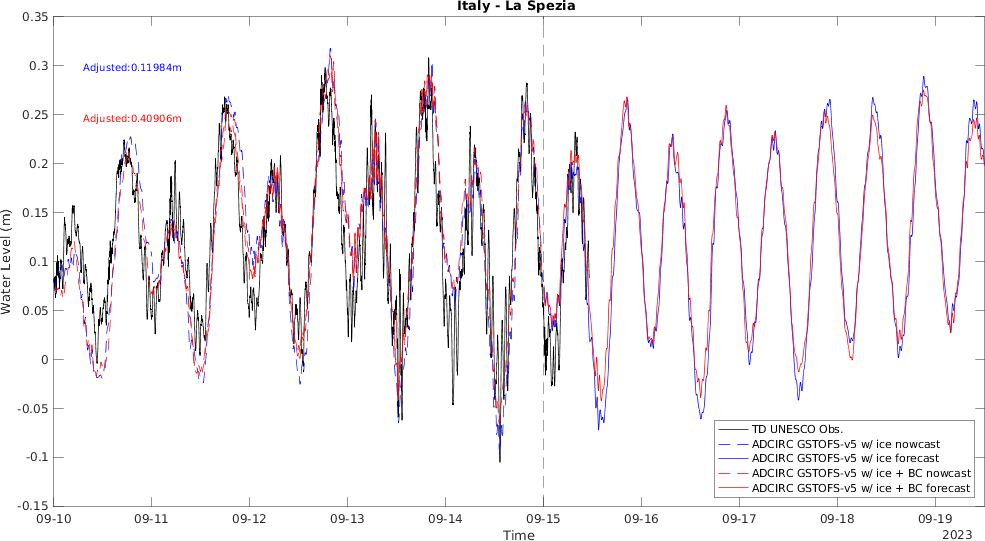 Italy - La Spezia
0.35
0.3
0.25
0.2
0.15
0.1
0.05
0
-0.05
-0.1
-0.15
Water Level (m)
Adjusted:0.11984m
Adjusted:0.40906m
TD UNESCO Obs.
ADCIRC GSTOFS-v5 w/ ice nowcast
ADCIRC GSTOFS-v5 w/ ice forecast
ADCIRC GSTOFS-v5 w/ ice + BC nowcast
ADCIRC GSTOFS-v5 w/ ice + BC forecast
09-10 09-11 09-12 09-13 09-14 09-15 09-16 09-17 09-18 09-19
Time
2023